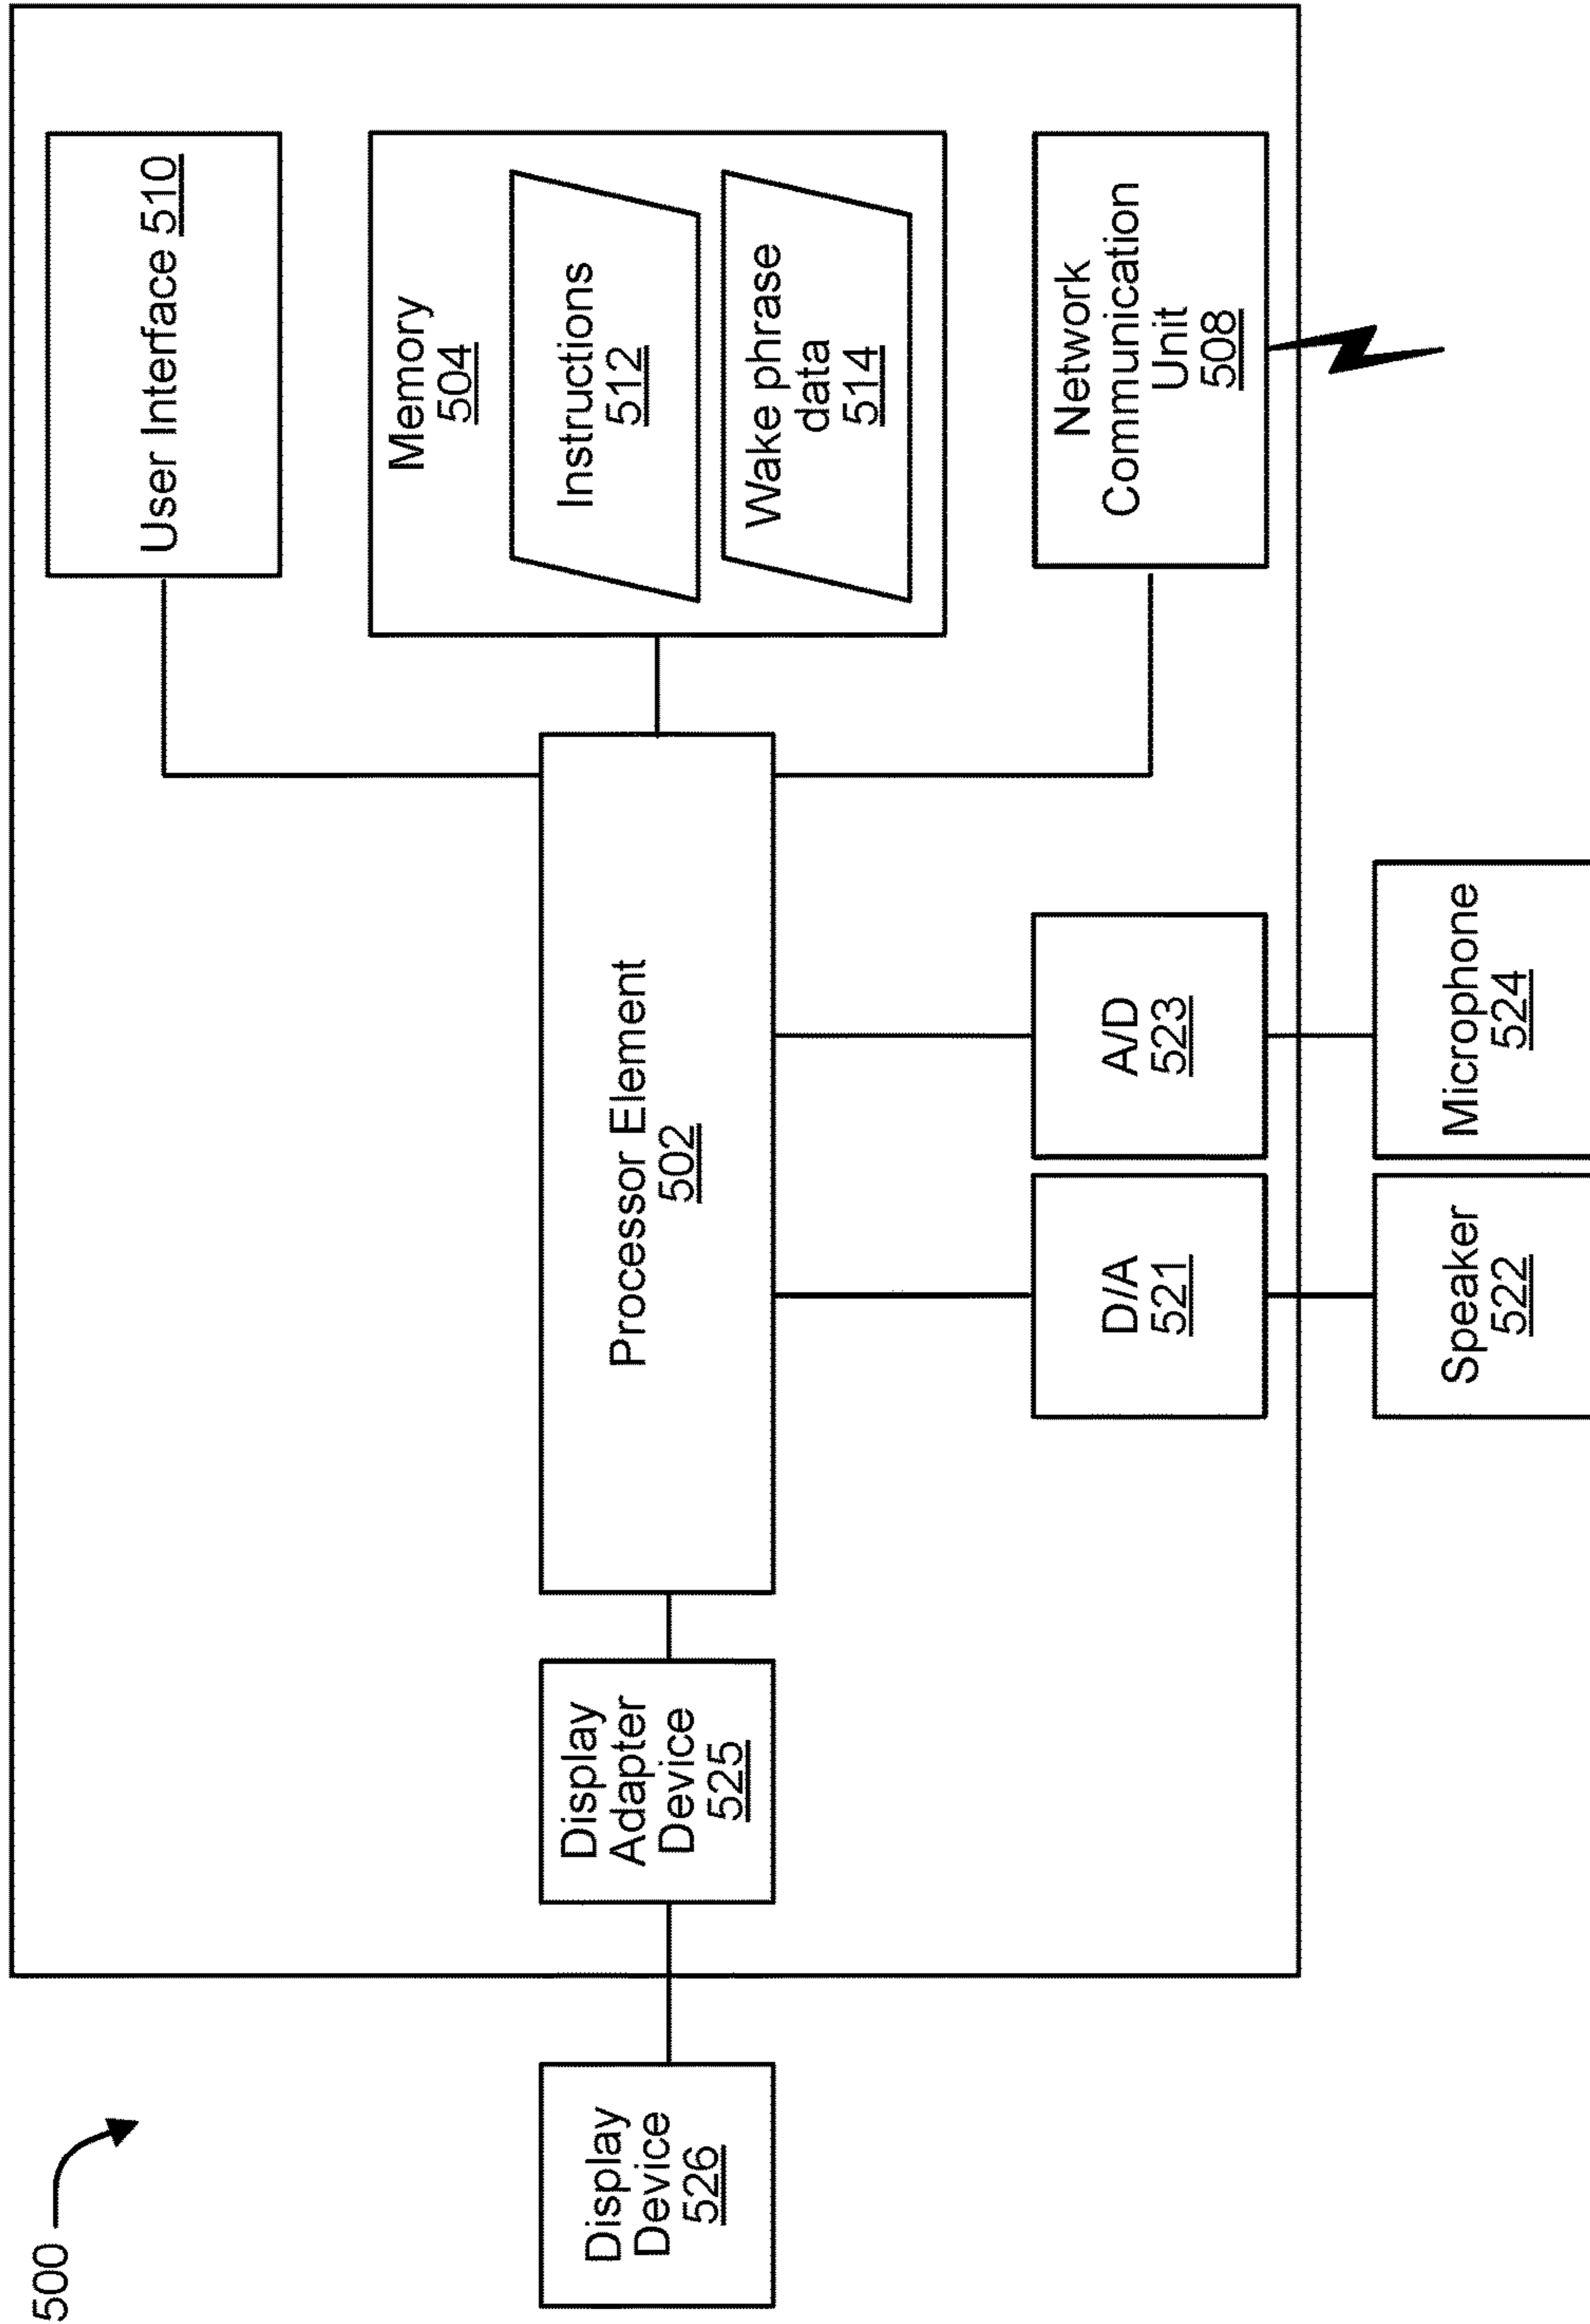 500
User Interface 510
Memory
504
Instructions
512
Wake phrase
data
514
Network
Communication
Unit
508
Processor Element
502
Display
Adapter
Device
525
Display
Device
526
D/A
521
A/D
523
Speaker
522
Microphone
524